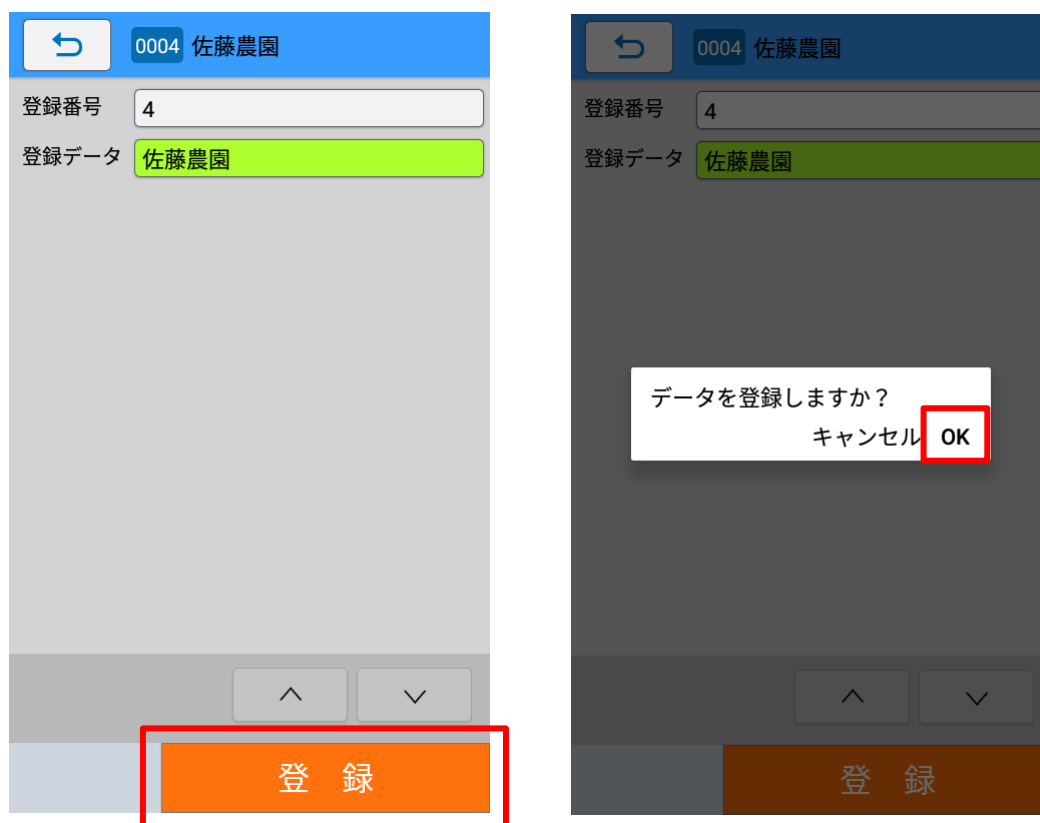 0004 佐藤農園
登録番号 4
登録データ 佐藤農園
登 録
0004 佐藤農園
登録番号 4
登録データ 佐藤農園
データを登録しますか？
キャンセル OK
登 録